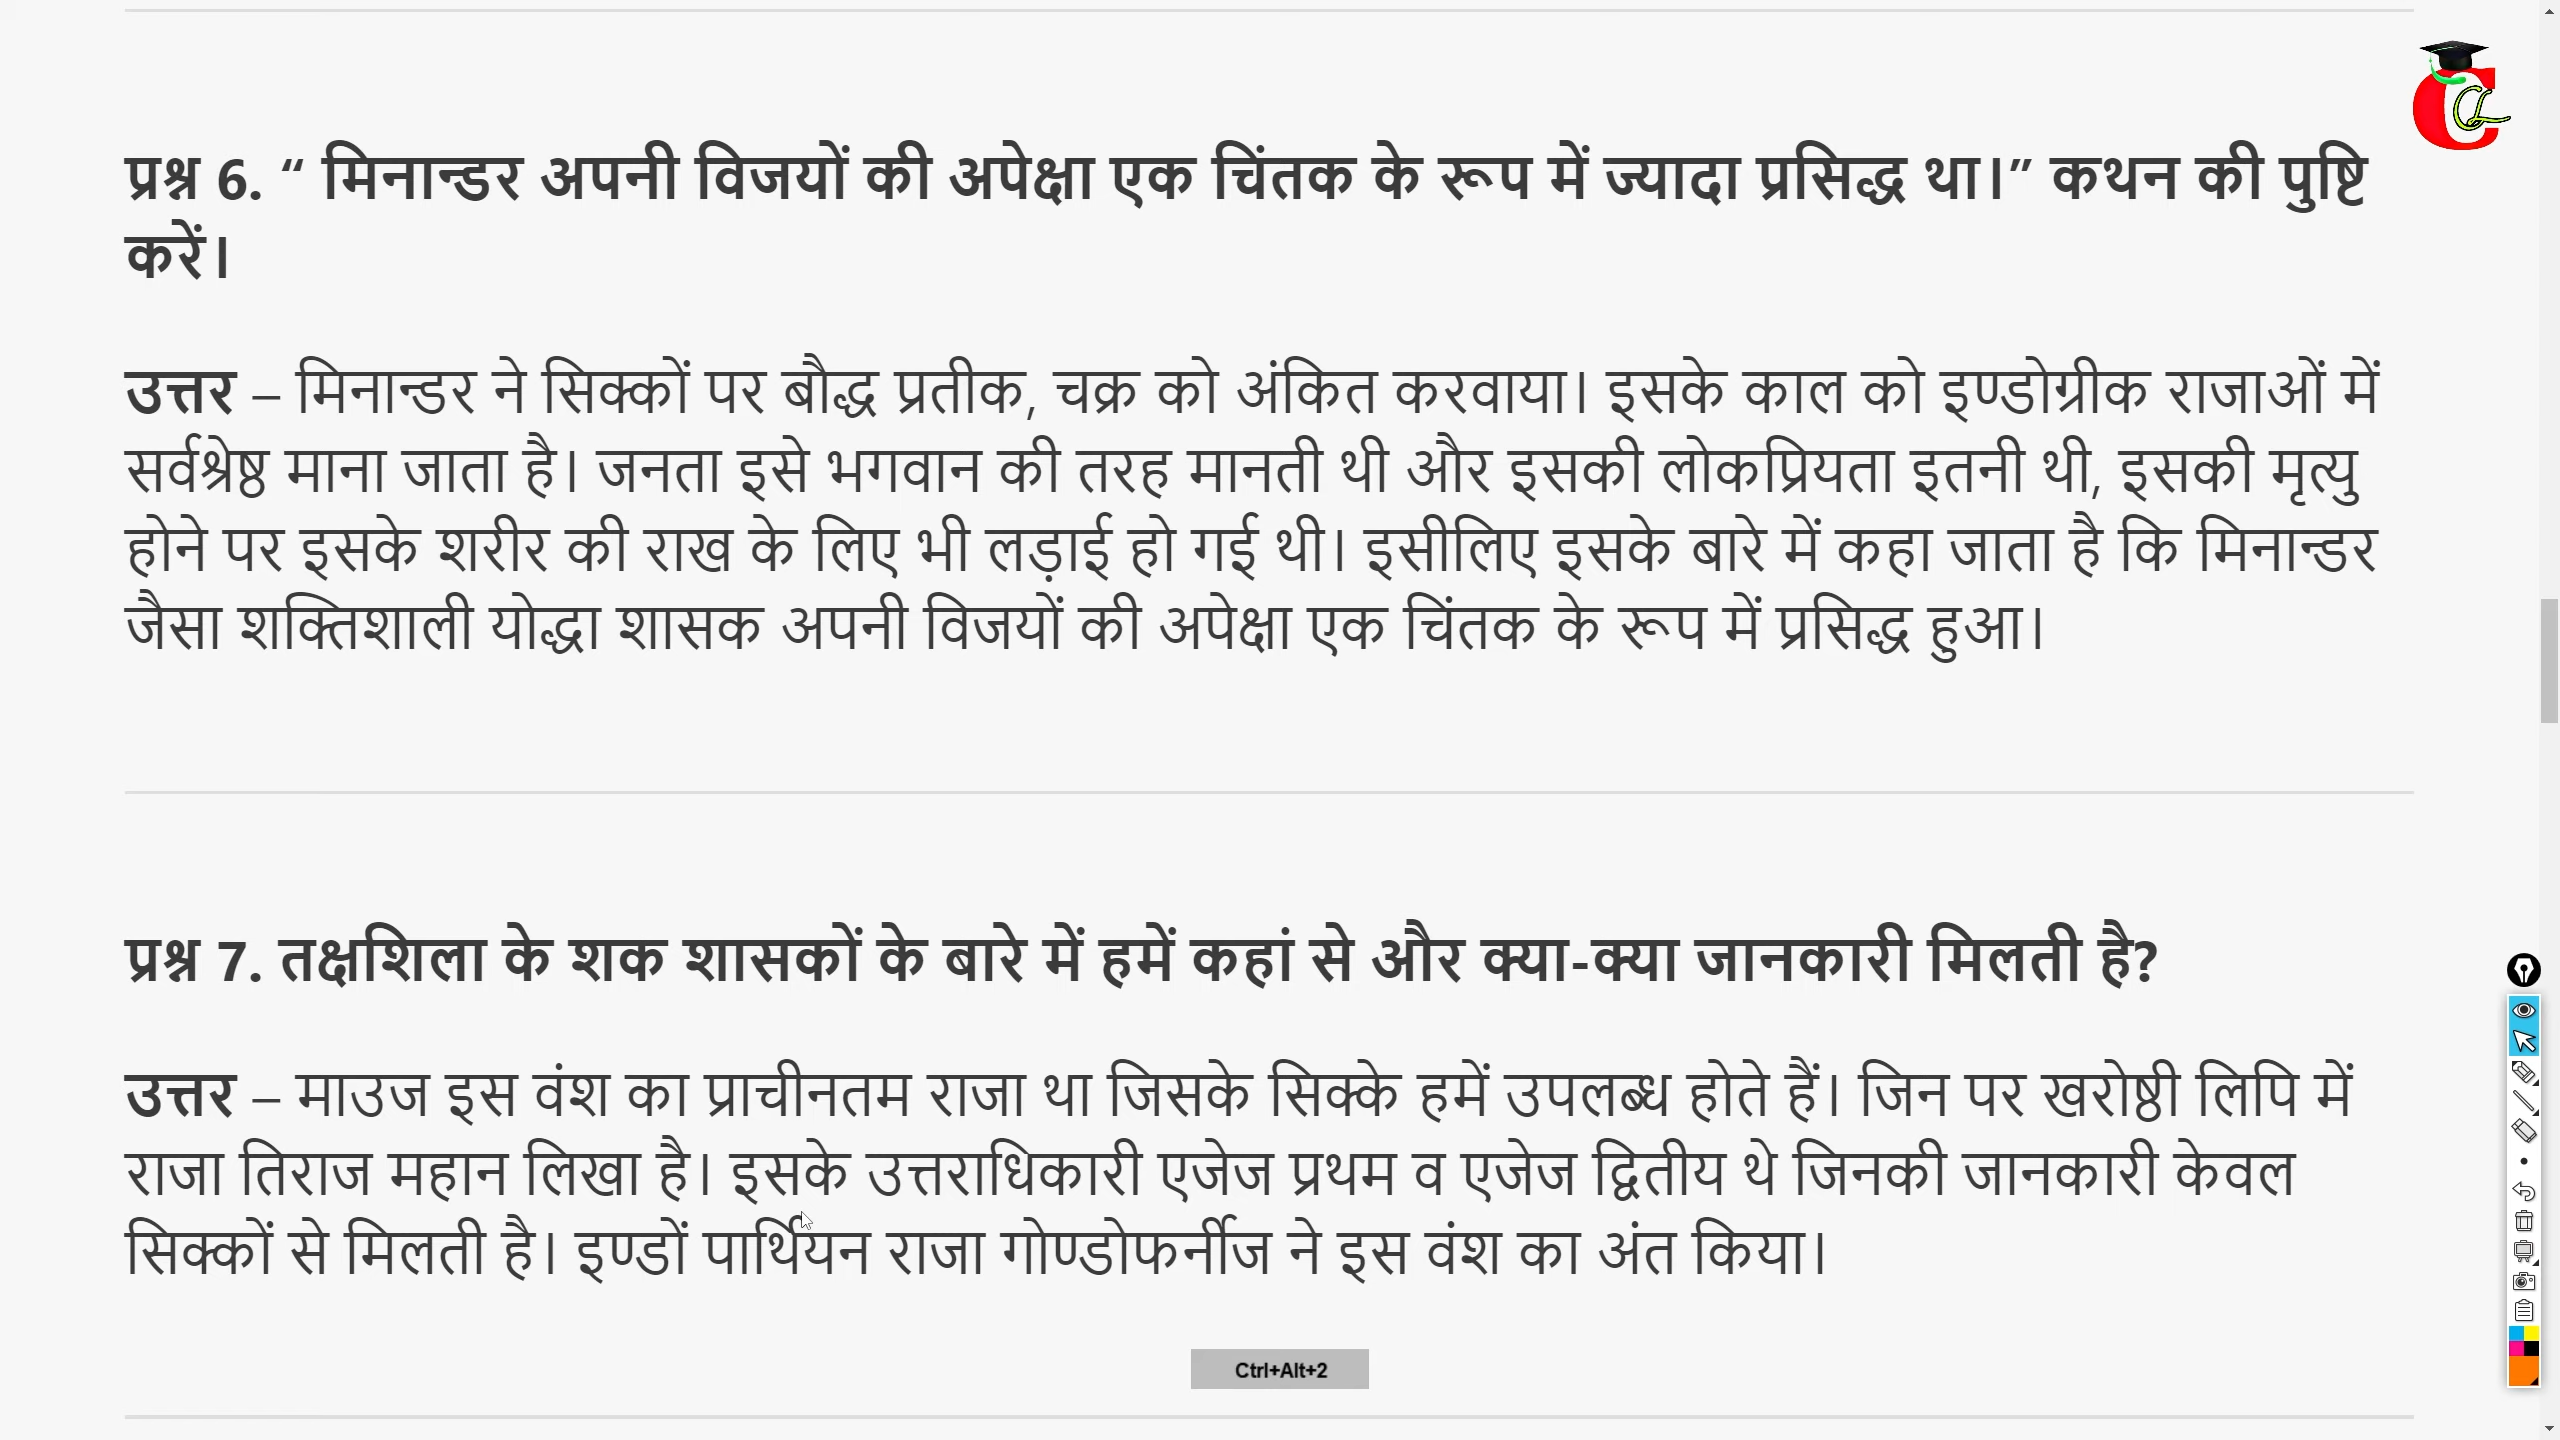 प्रश्न 6. “ मिनान्डर अपनी विजयों की अपेक्षा एक चिंतक के रूप में ज्यादा प्रसिद्ध था।” कथन की पुष्टि
करें।
उत्तर – मिनान्डर ने सिक्कों पर बौद्ध प्रतीक, चक्र को अंकित करवाया। इसके काल को इण्डोग्रीक राजाओं में
सर्वश्रेष्ठ माना जाता है। जनता इसे भगवान की तरह मानती थी और इसकी लोकप्रियता इतनी थी, इसकी मृत्यु
होने पर इसके शरीर की राख के लिए भी लड़ाई हो गई थी। इसीलिए इसके बारे में कहा जाता है कि मिनान्डर
जैसा शक्तिशाली योद्धा शासक अपनी विजयों की अपेक्षा एक चिंतक के रूप में प्रसिद्ध हुआ।
प्रश्न 7. तक्षशिला के शक शासकों के बारे में हमें कहां से और क्या-क्या जानकारी मिलती है?
उत्तर – माउज इस वंश का प्राचीनतम राजा था जिसके सिक्के हमें उपलब्ध होते हैं। जिन पर खरोष्ठी लिपि में
राजा तिराज महान लिखा है। इसके उत्तराधिकारी एजेज प्रथम व एजेज द्वितीय थे जिनकी जानकारी केवल
सिक्कों से मिलती है। इण्डों पार्थियन राजा गोण्डोफर्नीज ने इस वंश का अंत किया।
Ctrl+Alt+2